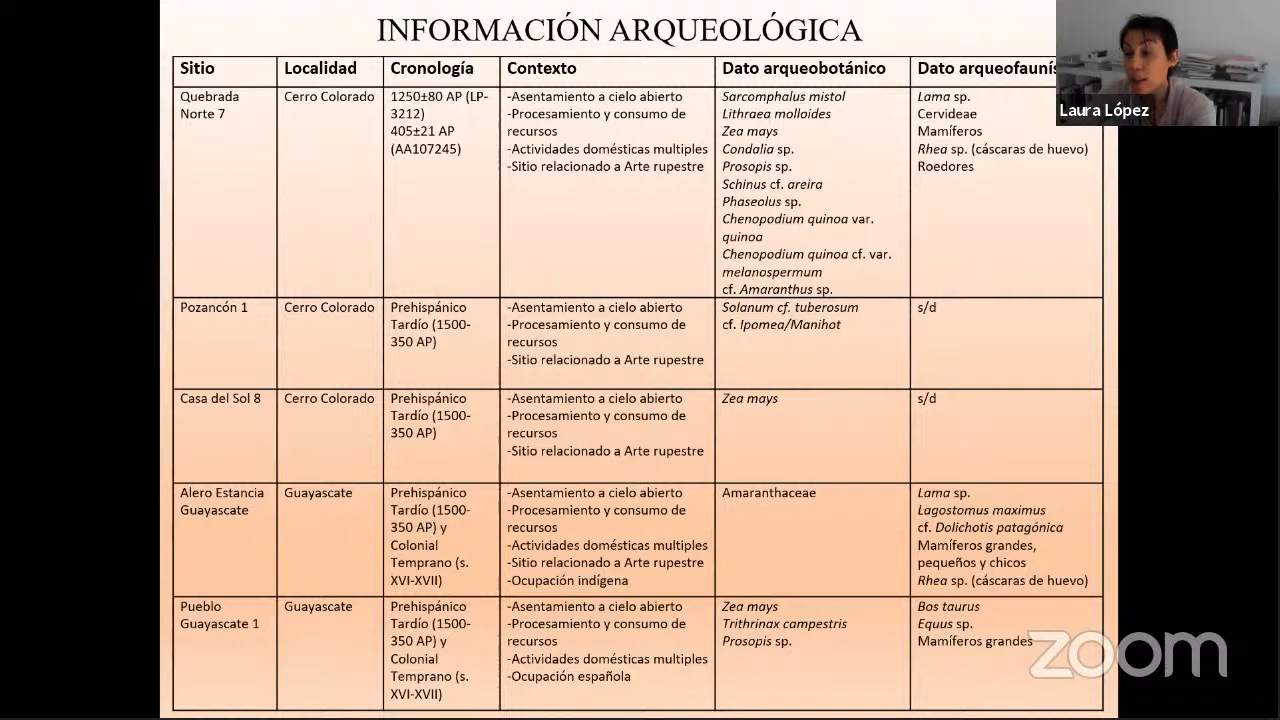 INFORMACIÓN ARQUEOLÓGICA
Sitio
Localidad
Cronología
Contexto
Dato arqueobotánico
Dato arqueofaunís
Laura López
Quebrada
Norte 7
Cerro Colorado
1250±80 AP (LP-
3212)
405±21 AP
(AA107245)
-Asentamiento a cielo abierto
-Procesamiento y consumo de
recursos
-Actividades domésticas multiples
-Sitio relacionado a Arte rupestre
Sarcomphalus mistol
Lithraea molloides
Zea mays
Condalia sp.
Prosopis sp.
Schinus cf. areira
Phaseolus sp.
Chenopodium quinoa var.
quinoa
Chenopodium quinoa cf. var.
melanospermum
cf. Amaranthus sp.
Lama sp.
Cervideae
Mamíferos
Rhea sp. (cáscaras de huevo)
Roedores
Pozancón 1
Cerro Colorado
Prehispánico
Tardío (1500-
350 AP)
-Asentamiento a cielo abierto
-Procesamiento y consumo de
recursos
-Sitio relacionado a Arte rupestre
Solanum cf. tuberosum
cf. Ipomea/Manihot
s/d
Casa del Sol 8
Cerro Colorado
Prehispánico
Tardío (1500-
350 AP)
-Asentamiento a cielo abierto
-Procesamiento y consumo de
recursos
-Sitio relacionado a Arte rupestre
Zea mays
s/d
Alero Estancia
Guayascate
Guayascate
Prehispánico
Tardío (1500-
350 AP) y
Colonial
Temprano (s.
XVI-XVII)
-Asentamiento a cielo abierto
-Procesamiento y consumo de
recursos
-Actividades domésticas multiples
-Sitio relacionado a Arte rupestre
-Ocupación indígena
Amaranthaceae
Lama sp.
Lagostomus maximus
cf. Dolichotis patagónica
Mamíferos grandes,
pequeños y chicos
Rhea sp. (cáscaras de huevo)
Pueblo
Guayascate 1
Guayascate
Prehispánico
Tardío (1500-
350 AP) y
Colonial
Temprano (s.
XVI-XVII)
-Asentamiento a cielo abierto
-Procesamiento y consumo de
recursos
-Actividades domésticas multiples
-Ocupación española
Zea mays
Trithrinax campestris
Prosopis sp.
Bos taurus
Equus sp.
Mamíferos grandes
zoom